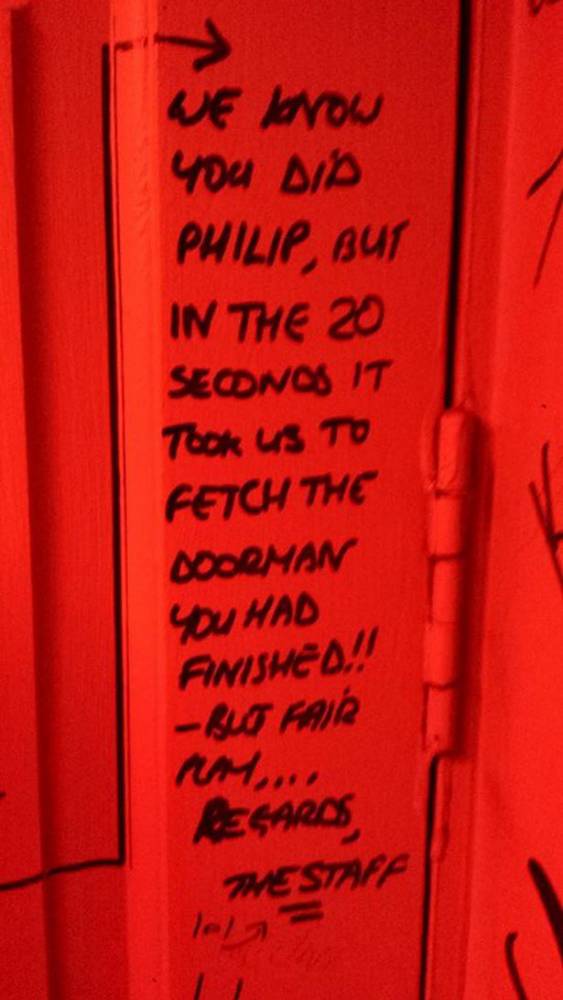 WE KNOW
YOU DID
PHILIP, BUT
IN THE 20
SECONDS IT
TOOK US TO
FETCH THE
DOORMAN
YOU HAD
FINISHED!!
-BUT FAIR
PLAY....
REGARDS,
THE STAFF